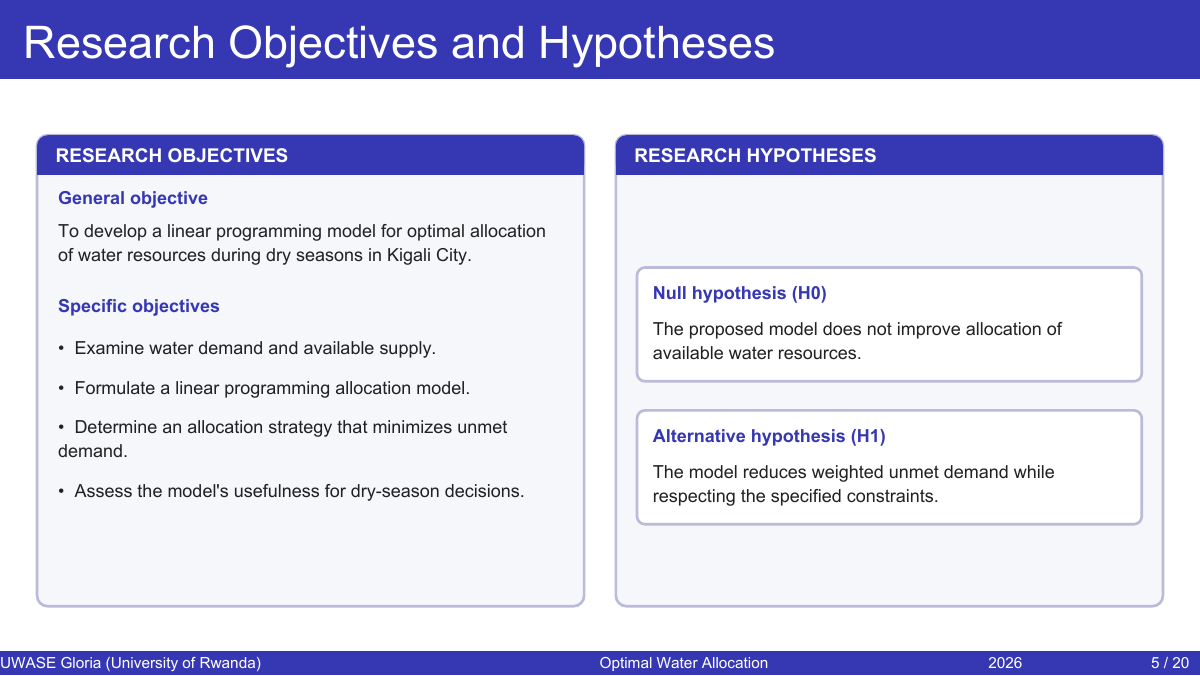 Research Objectives and Hypotheses
RESEARCH OBJECTIVES
General objective
To develop a linear programming model for optimal allocation
of water resources during dry seasons in Kigali City.
Specific objectives
• Examine water demand and available supply.
• Formulate a linear programming allocation model.
• Determine an allocation strategy that minimizes unmet
demand.
• Assess the model's usefulness for dry-season decisions.
RESEARCH HYPOTHESES
Null hypothesis (H0)
The proposed model does not improve allocation of
available water resources.
Alternative hypothesis (H1)
The model reduces weighted unmet demand while
respecting the specified constraints.
UWASE Gloria (University of Rwanda) Optimal Water Allocation 2026 5 / 20